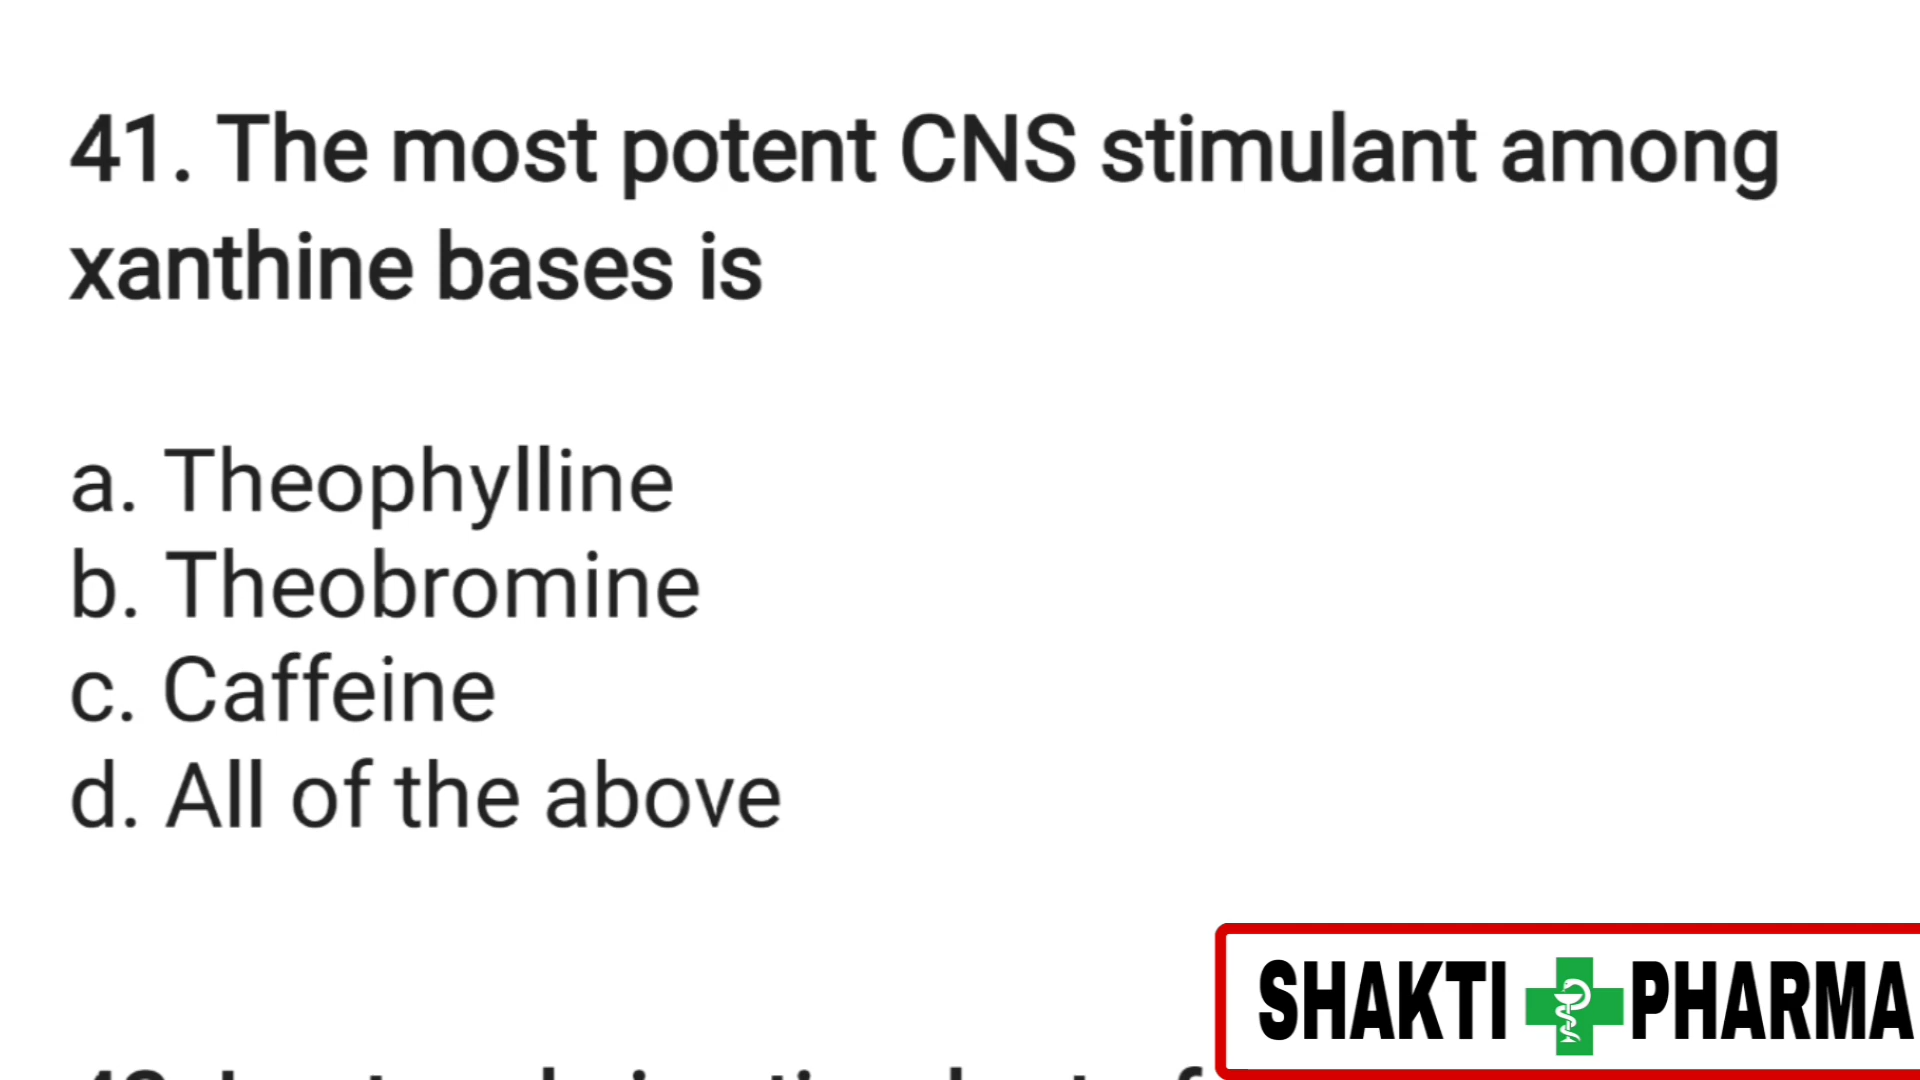 41. The most potent CNS stimulant among
xanthine bases is
a. Theophylline
b. Theobromine
c. Caffeine
d. All of the above
SHAKTI PHARMA